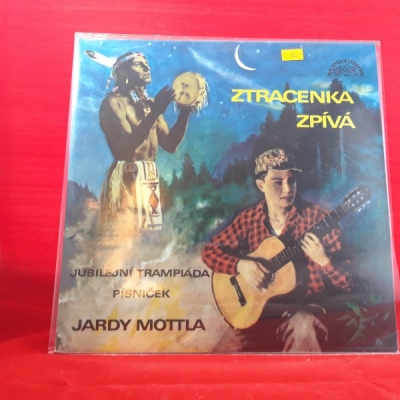 ZTRACENKA
ZPÍVÁ
JUBILEJNÍ TRAMPIÁDA
PÍSNIČEK
JARDY MOTTLA